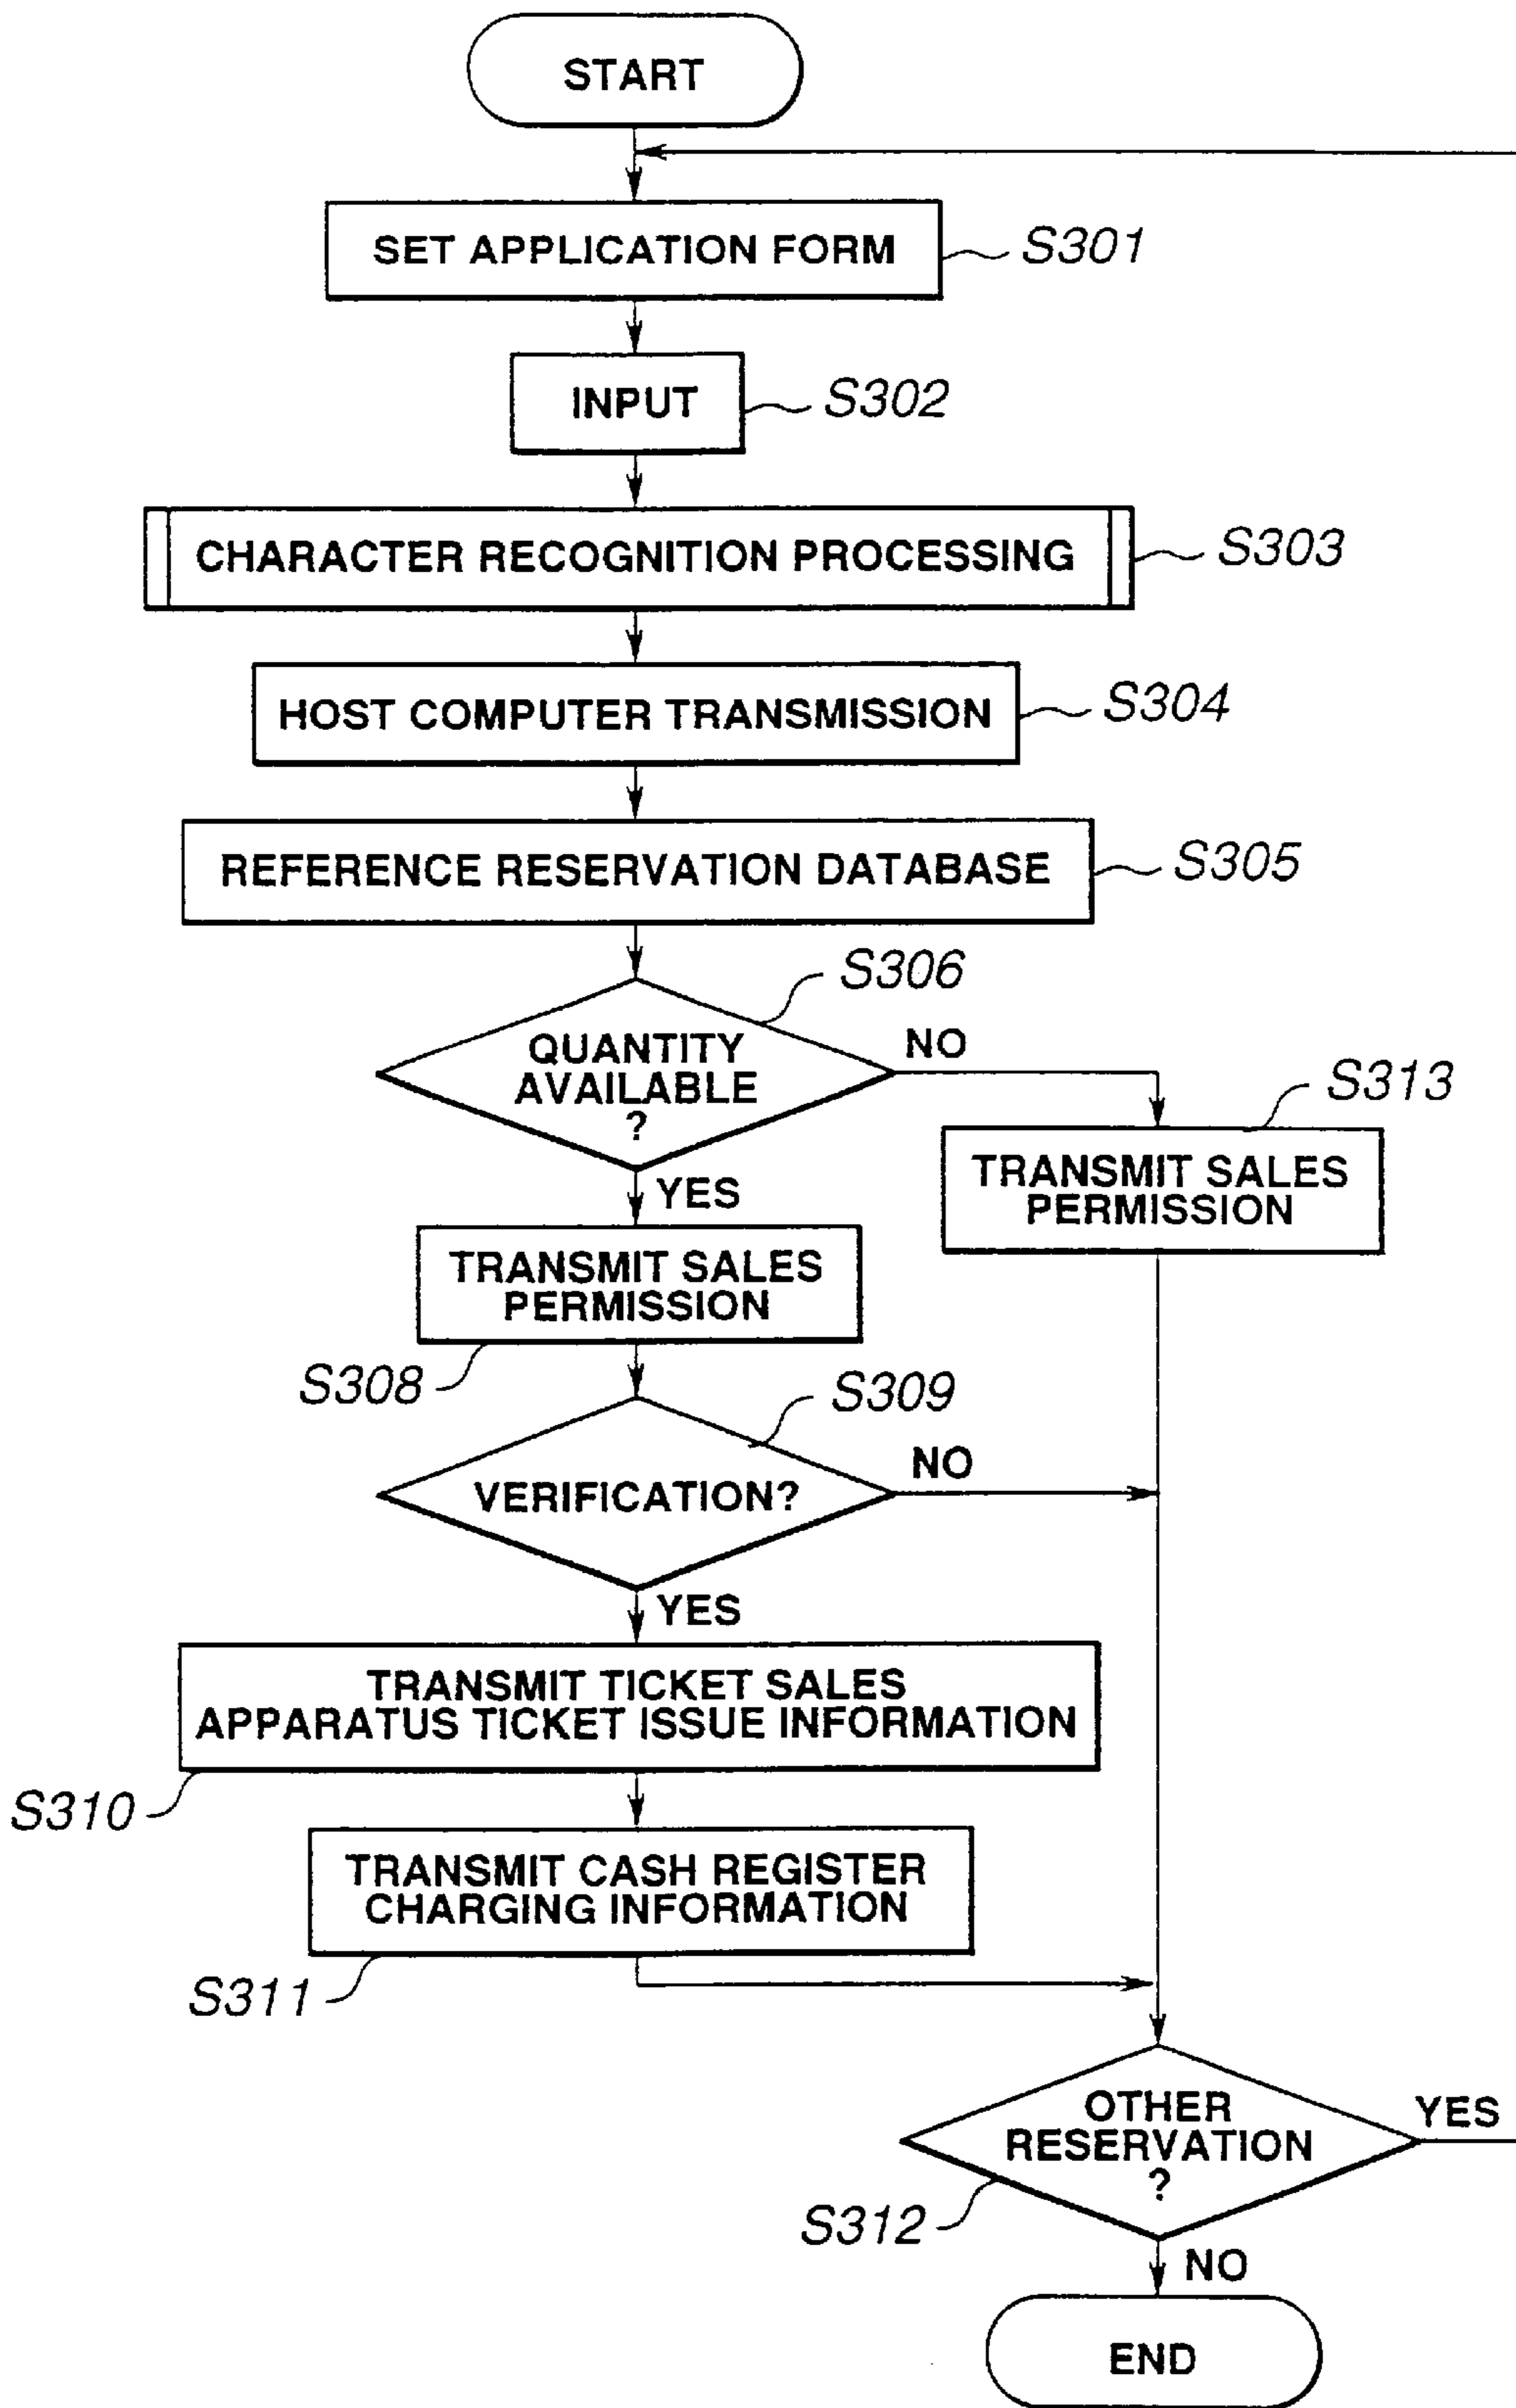 START
SET APPLICATION FORM
S301
INPUT
S302
CHARACTER RECOGNITION PROCESSING
S303
HOST COMPUTER TRANSMISSION
S304
REFERENCE RESERVATION DATABASE
S305
S306
QUANTITY
AVAILABLE
?
NO
S313
TRANSMIT SALES
PERMISSION
YES
TRANSMIT SALES
PERMISSION
S308
S309
VERIFICATION?
NO
YES
TRANSMIT TICKET SALES
APPARATUS TICKET ISSUE INFORMATION
S310
TRANSMIT CASH REGISTER
CHARGING INFORMATION
S311
OTHER
RESERVATION
?
YES
S312
NO
END